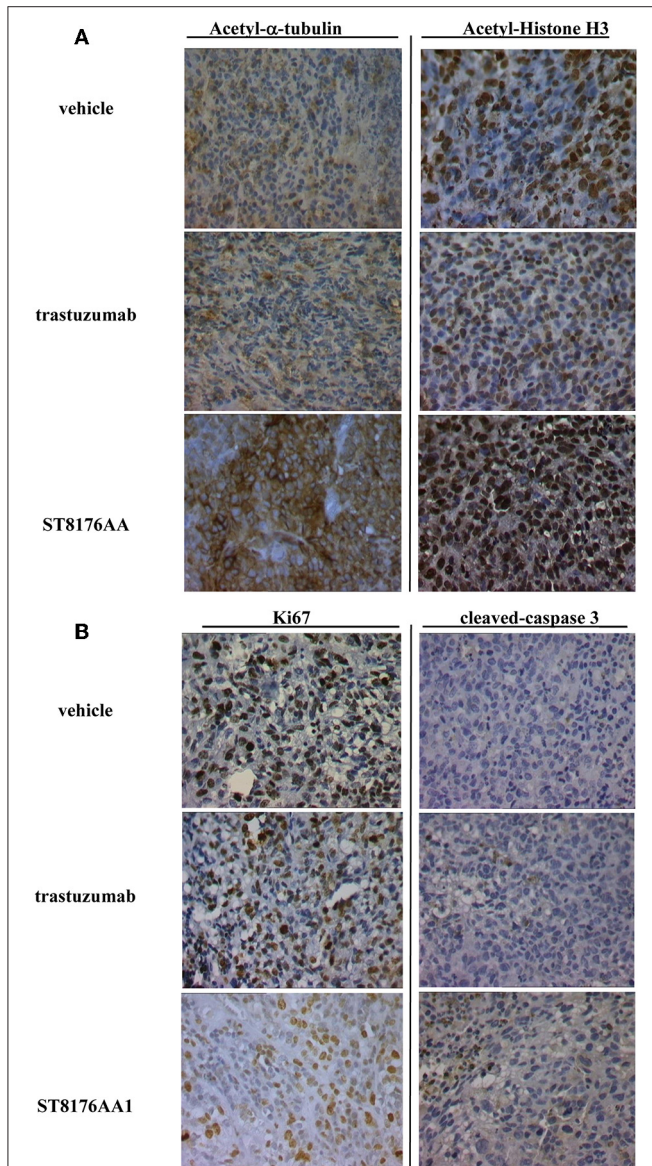 A
Acetyl-α-tubulin
Acetyl-Histone H3
vehicle
trastuzumab
ST8176AA
B
Ki67
cleaved-caspase 3
vehicle
trastuzumab
ST8176AA1